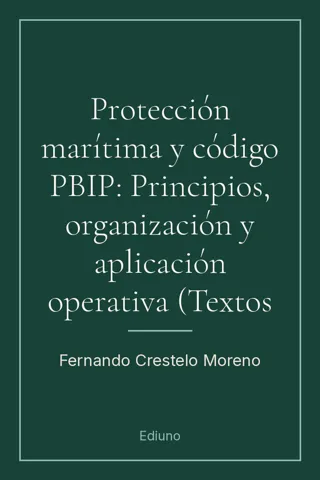 Protección
marítima y código
PBIP: Principios,
organización y
aplicación
operativa (Textos
Fernando Crestelo Moreno
Ediuno